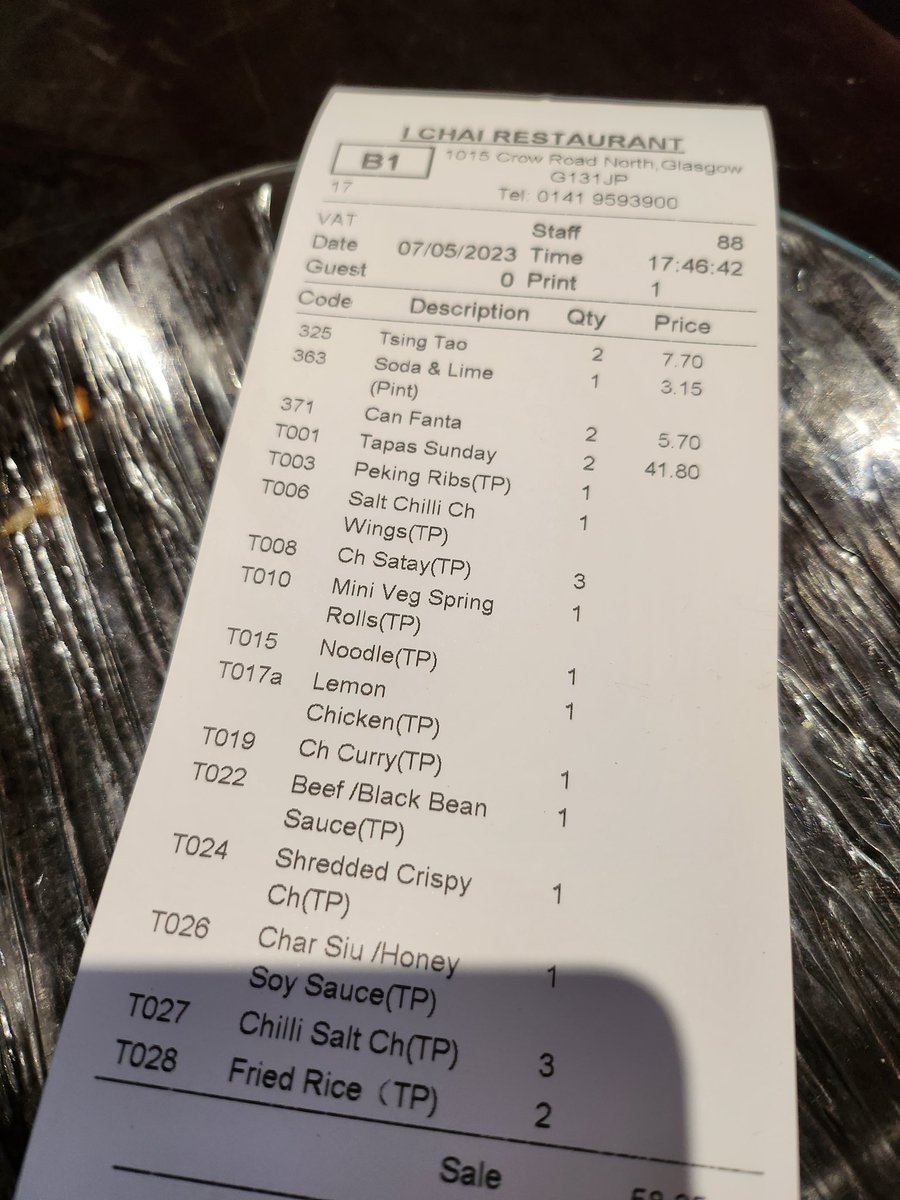 I CHAI RESTAURANT
B1 1015 Crow Road North,Glasgow
G131JP
17 Tel: 0141 9593900
VAT Staff 88
Date 07/05/2023 Time 17:46:42
Guest 0 Print 1
Code Description Qty Price
325 Tsing Tao 2 7.70
363 Soda & Lime 1 3.15
(Pint)
371 Can Fanta 2 5.70
T001 Tapas Sunday 2 41.80
T003 Peking Ribs(TP) 1
T006 Salt Chilli Ch 1
Wings(TP)
T008 Ch Satay(TP) 3
T010 Mini Veg Spring 1
Rolls(TP)
T015 Noodle(TP) 1
T017a Lemon 1
Chicken(TP)
T019 Ch Curry(TP) 1
T022 Beef /Black Bean 1
Sauce(TP)
T024 Shredded Crispy 1
Ch(TP)
T026 Char Siu /Honey 1
Soy Sauce(TP)
T027 Chilli Salt Ch(TP) 3
T028 Fried Rice（TP) 2
Sale